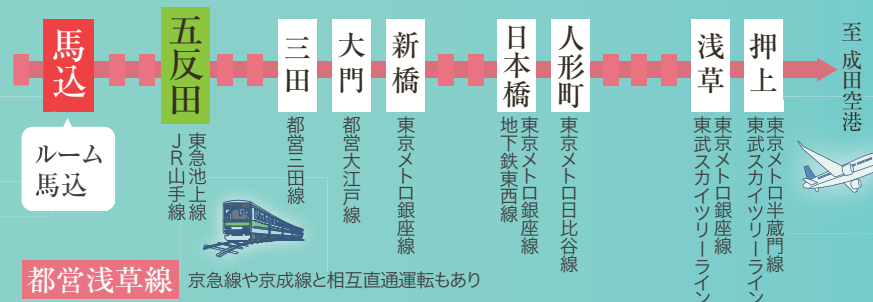 馬込
ルーム
馬込
五反田
東急池上線
JR山手線
三田
都営三田線
大門
都営大江戸線
新橋
東京メトロ銀座線
日本橋
東京メトロ銀座線
地下鉄東西線
人形町
東京メトロ日比谷線
浅草
東京メトロ銀座線
東武スカイツリーライン
押上
東京メトロ半蔵門線
東武スカイツリーライン
至 成田空港
都営浅草線
京急線や京成線と相互直通運転もあり